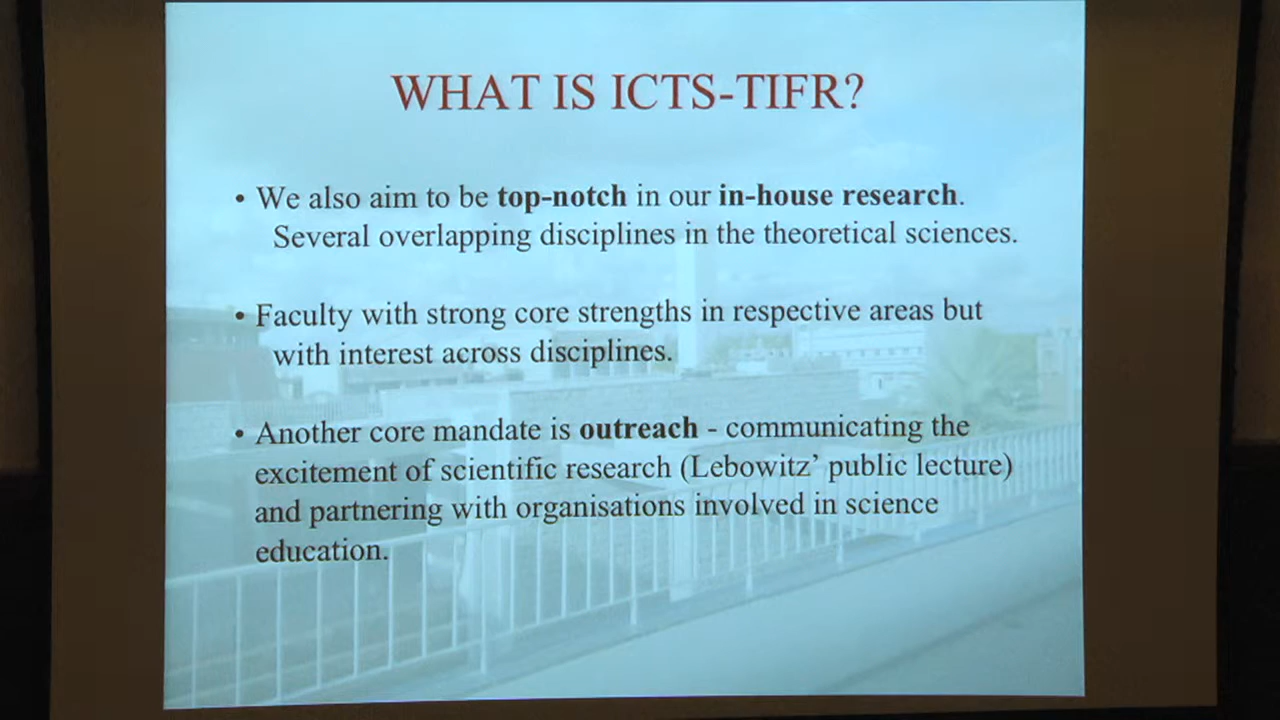 WHAT IS ICTS-TIFR?
• We also aim to be top-notch in our in-house research.
Several overlapping disciplines in the theoretical sciences.
• Faculty with strong core strengths in respective areas but
with interest across disciplines.
• Another core mandate is outreach - communicating the
excitement of scientific research (Lebowitz’ public lecture)
and partnering with organisations involved in science
education.